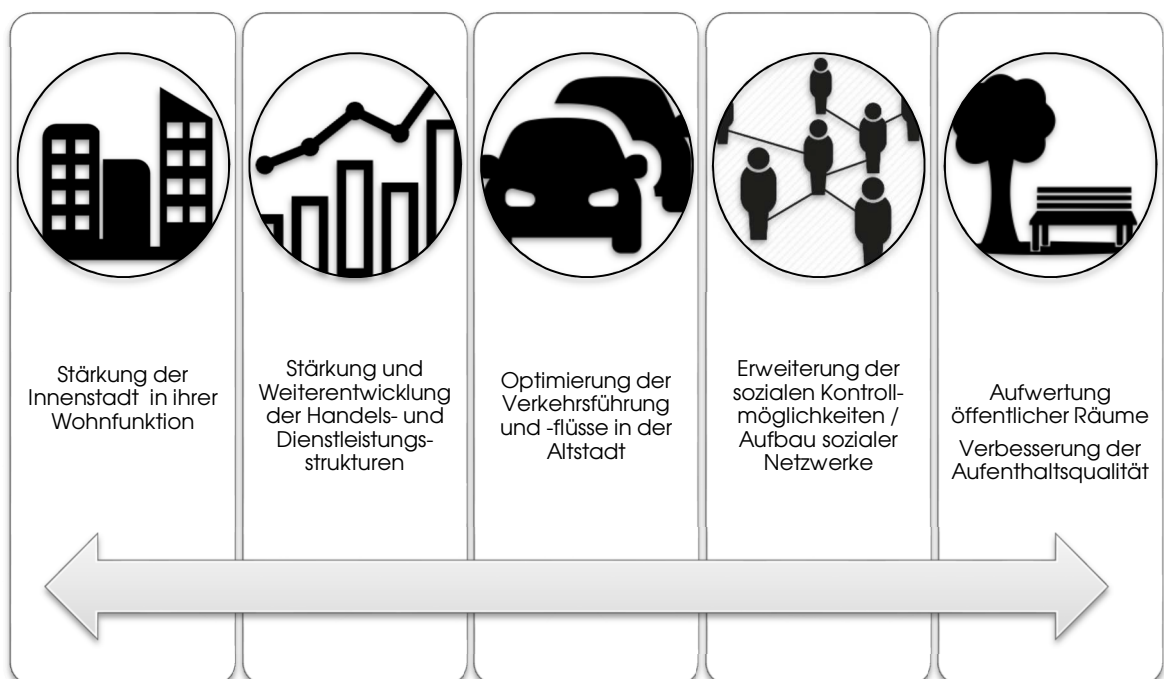 Stärkung der
Innenstadt in ihrer
Wohnfunktion
Stärkung und
Weiterentwicklung
der Handels- und
Dienstleistungs-
strukturen
Optimierung der
Verkehrsführung
und -flüsse in der
Altstadt
Erweiterung der
sozialen Kontroll-
möglichkeiten /
Aufbau sozialer
Netzwerke
Aufwertung
öffentlicher Räume
Verbesserung der
Aufenthaltsqualität